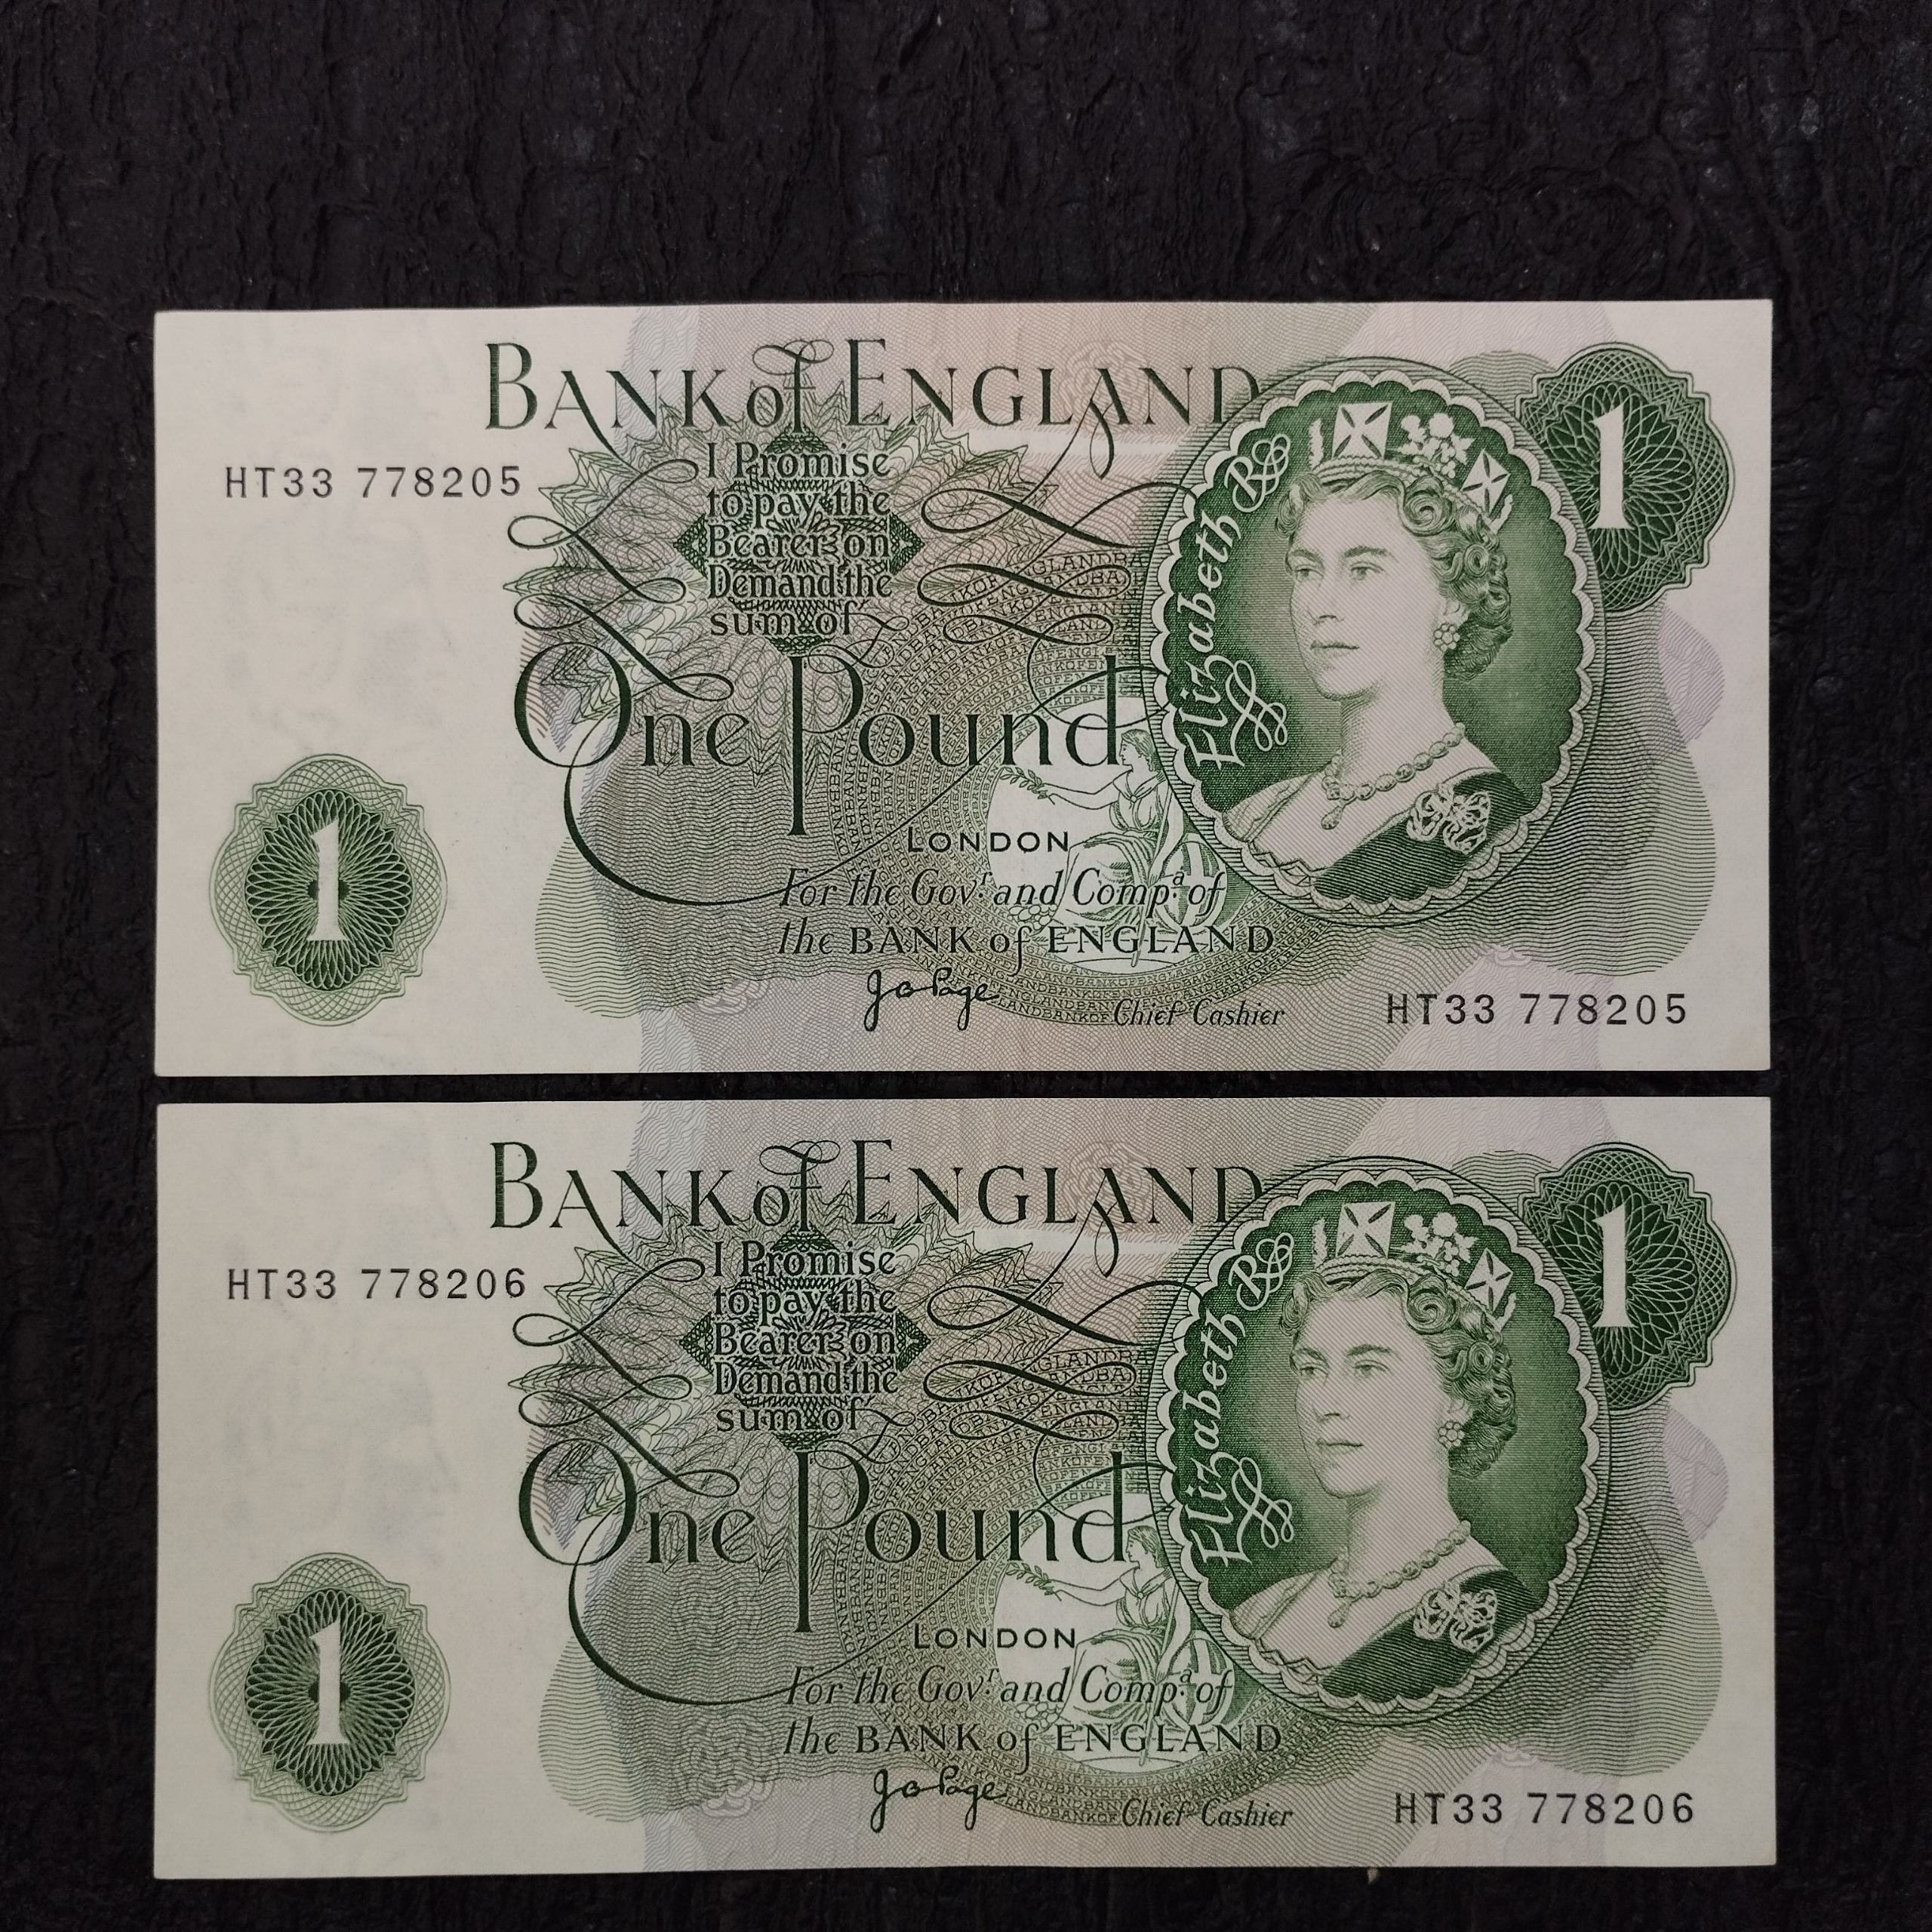 BANK of ENGLAND
HT33 778205
I Promise
to pay the
Bearer on
Demand the
sum of
One Pound
Elizabeth R
1
1
LONDON
For the Govr. and Compa. of
the BANK of ENGLAND
J B Page
Chief Cashier
HT33 778205
BANK of ENGLAND
HT33 778206
I Promise
to pay the
Bearer on
Demand the
sum of
One Pound
Elizabeth R
1
1
LONDON
For the Govr. and Compa. of
the BANK of ENGLAND
J B Page
Chief Cashier
HT33 778206